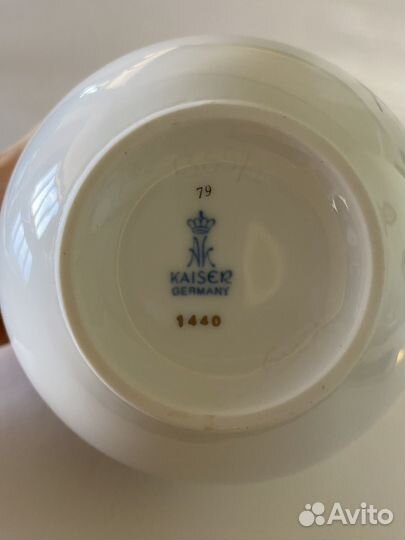 79
KAISER
GERMANY
1440
Avito